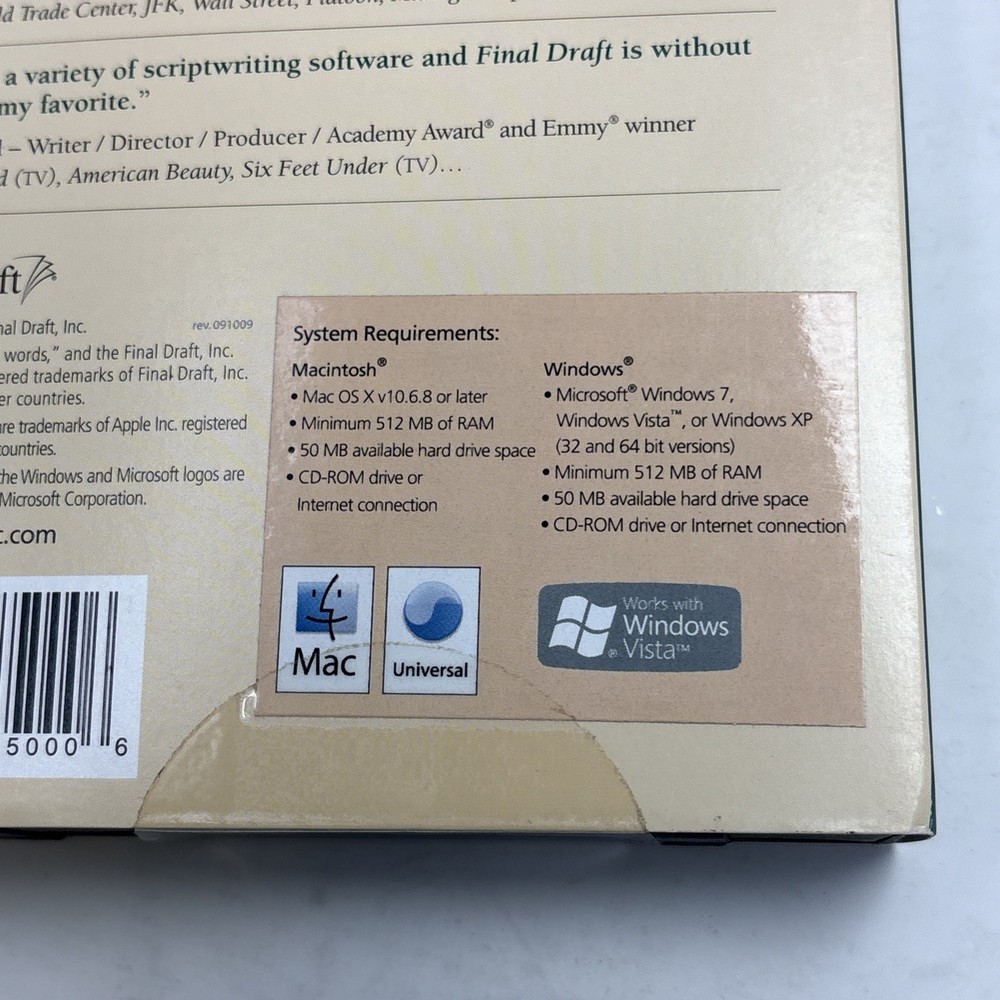 Trade Center, JFK, Wall Street, Platoon,
a variety of scriptwriting software and Final Draft is without
my favorite.”
– Writer / Director / Producer / Academy Award® and Emmy® winner
(TV), American Beauty, Six Feet Under (TV)…
ft
nal Draft, Inc.
rev. 091009
words,” and the Final Draft, Inc.
ered trademarks of Final Draft, Inc.
er countries.
are trademarks of Apple Inc. registered
countries.
the Windows and Microsoft logos are
Microsoft Corporation.
t.com
5000 6
System Requirements:
Macintosh®
• Mac OS X v10.6.8 or later
• Minimum 512 MB of RAM
• 50 MB available hard drive space
• CD-ROM drive or
Internet connection
Windows®
• Microsoft® Windows 7,
Windows Vista™, or Windows XP
(32 and 64 bit versions)
• Minimum 512 MB of RAM
• 50 MB available hard drive space
• CD-ROM drive or Internet connection
Mac
Universal
Works with
Windows
® Vista™